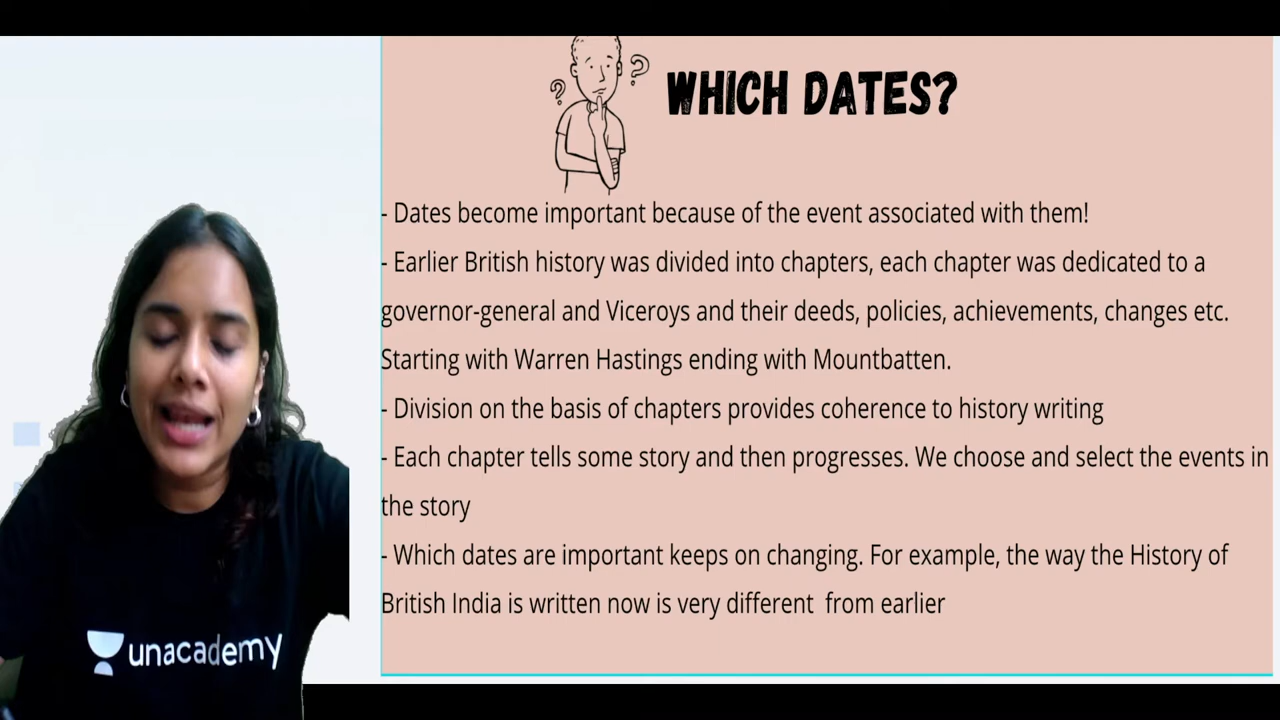 WHICH DATES?
- Dates become important because of the event associated with them!
- Earlier British history was divided into chapters, each chapter was dedicated to a
governor-general and Viceroys and their deeds, policies, achievements, changes etc.
Starting with Warren Hastings ending with Mountbatten.
- Division on the basis of chapters provides coherence to history writing
- Each chapter tells some story and then progresses. We choose and select the events in
the story
- Which dates are important keeps on changing. For example, the way the History of
British India is written now is very different from earlier
unacademy